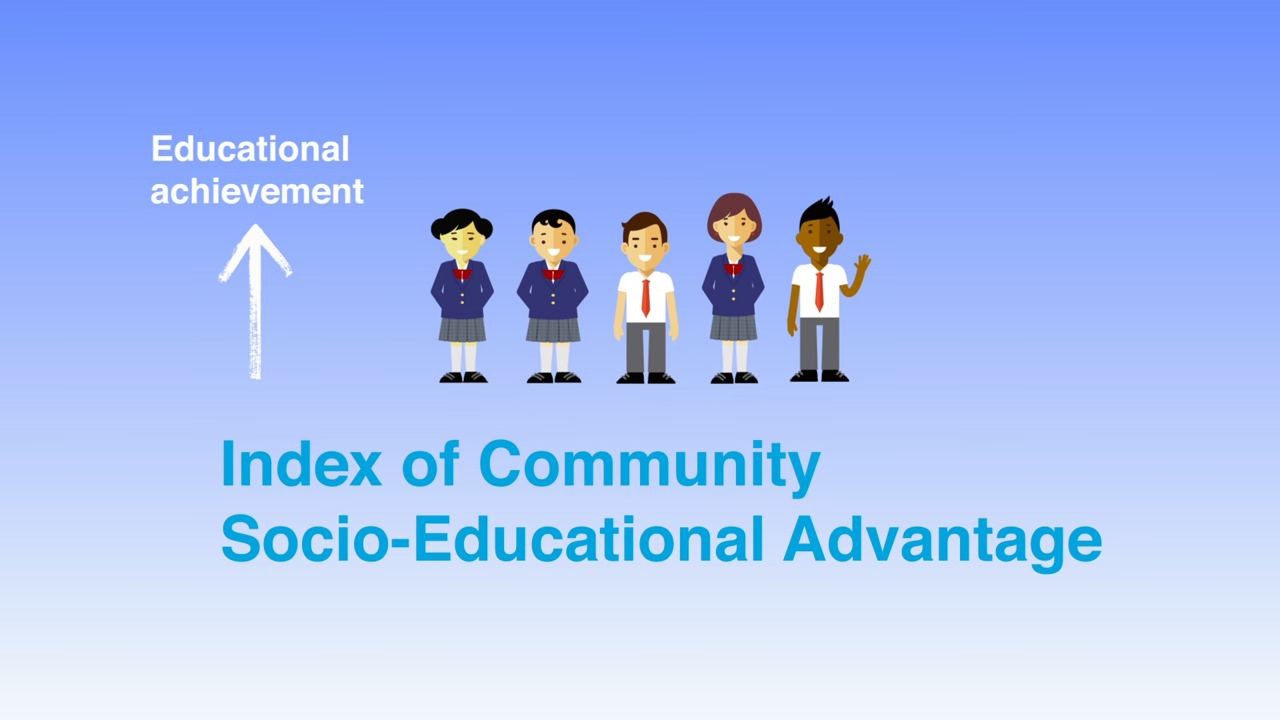 Educational
achievement
Index of Community
Socio-Educational Advantage